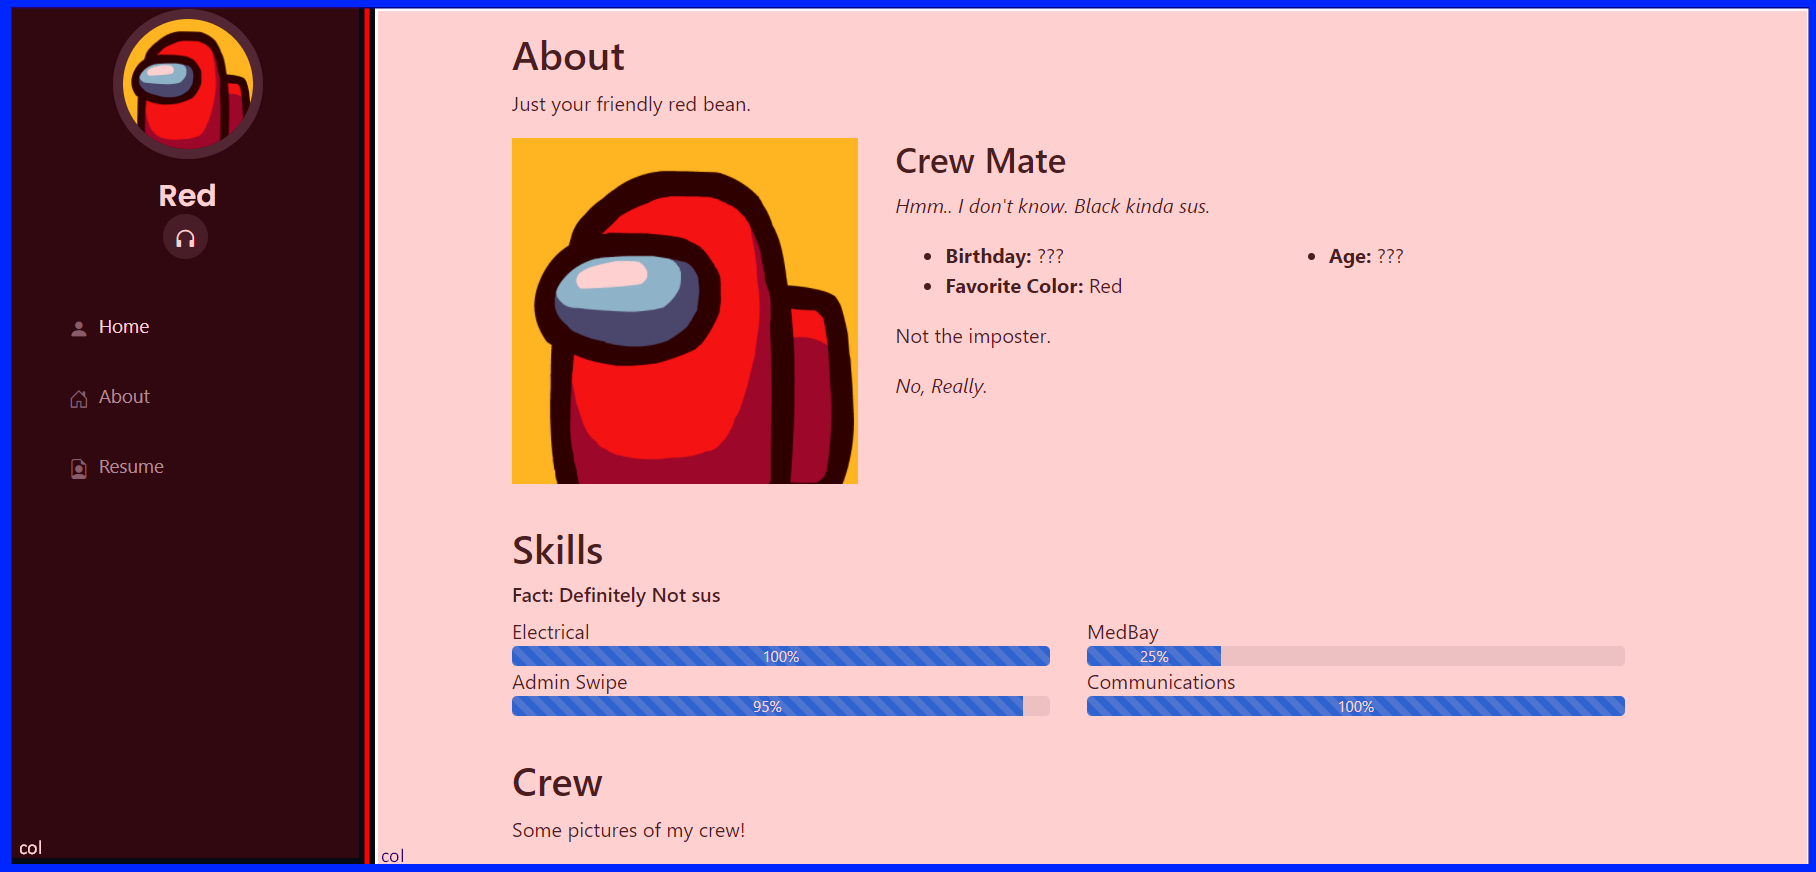 Red
Home
About
Resume
col
About
Just your friendly red bean.
Crew Mate
Hmm.. I don't know. Black kinda sus.
Birthday: ???
Age: ???
Favorite Color: Red
Not the imposter.
No, Really.
Skills
Fact: Definitely Not sus
Electrical
100%
MedBay
25%
Admin Swipe
95%
Communications
100%
Crew
Some pictures of my crew!
col